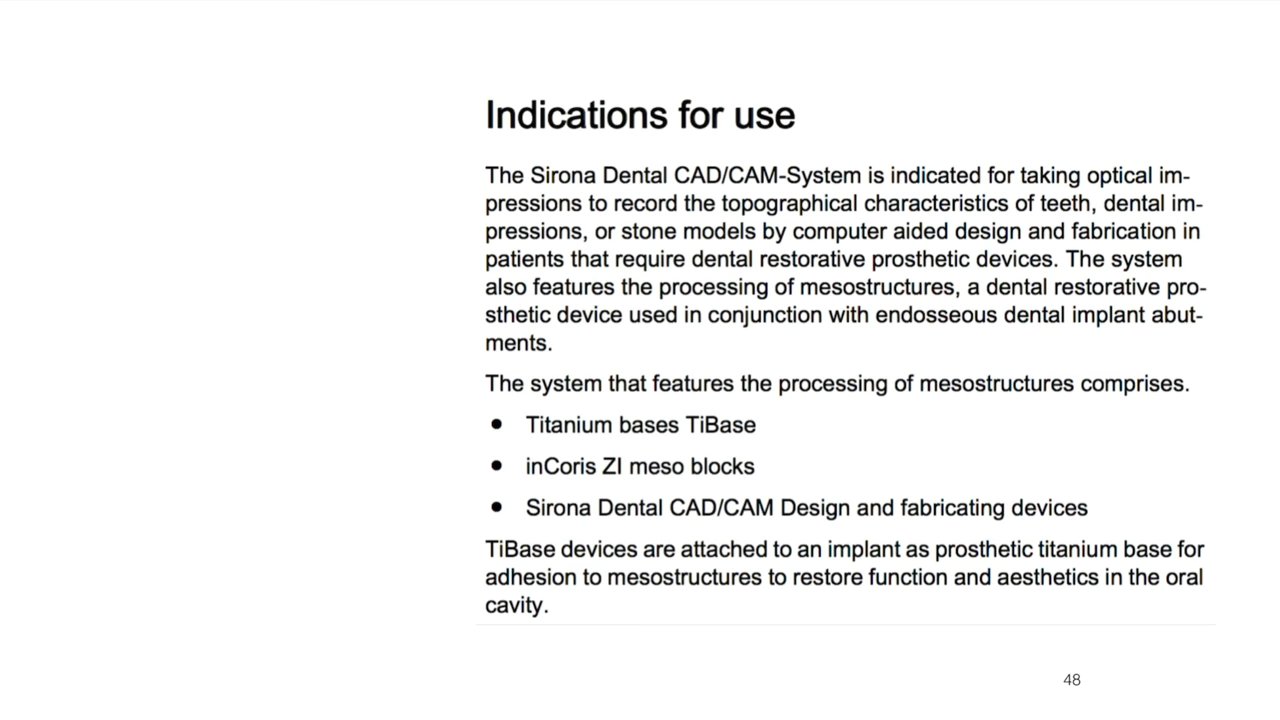 Indications for use
The Sirona Dental CAD/CAM-System is indicated for taking optical im-
pressions to record the topographical characteristics of teeth, dental im-
pressions, or stone models by computer aided design and fabrication in
patients that require dental restorative prosthetic devices. The system
also features the processing of mesostructures, a dental restorative pro-
sthetic device used in conjunction with endosseous dental implant abut-
ments.
The system that features the processing of mesostructures comprises.
• Titanium bases TiBase
• inCoris ZI meso blocks
• Sirona Dental CAD/CAM Design and fabricating devices
TiBase devices are attached to an implant as prosthetic titanium base for
adhesion to mesostructures to restore function and aesthetics in the oral
cavity.
48